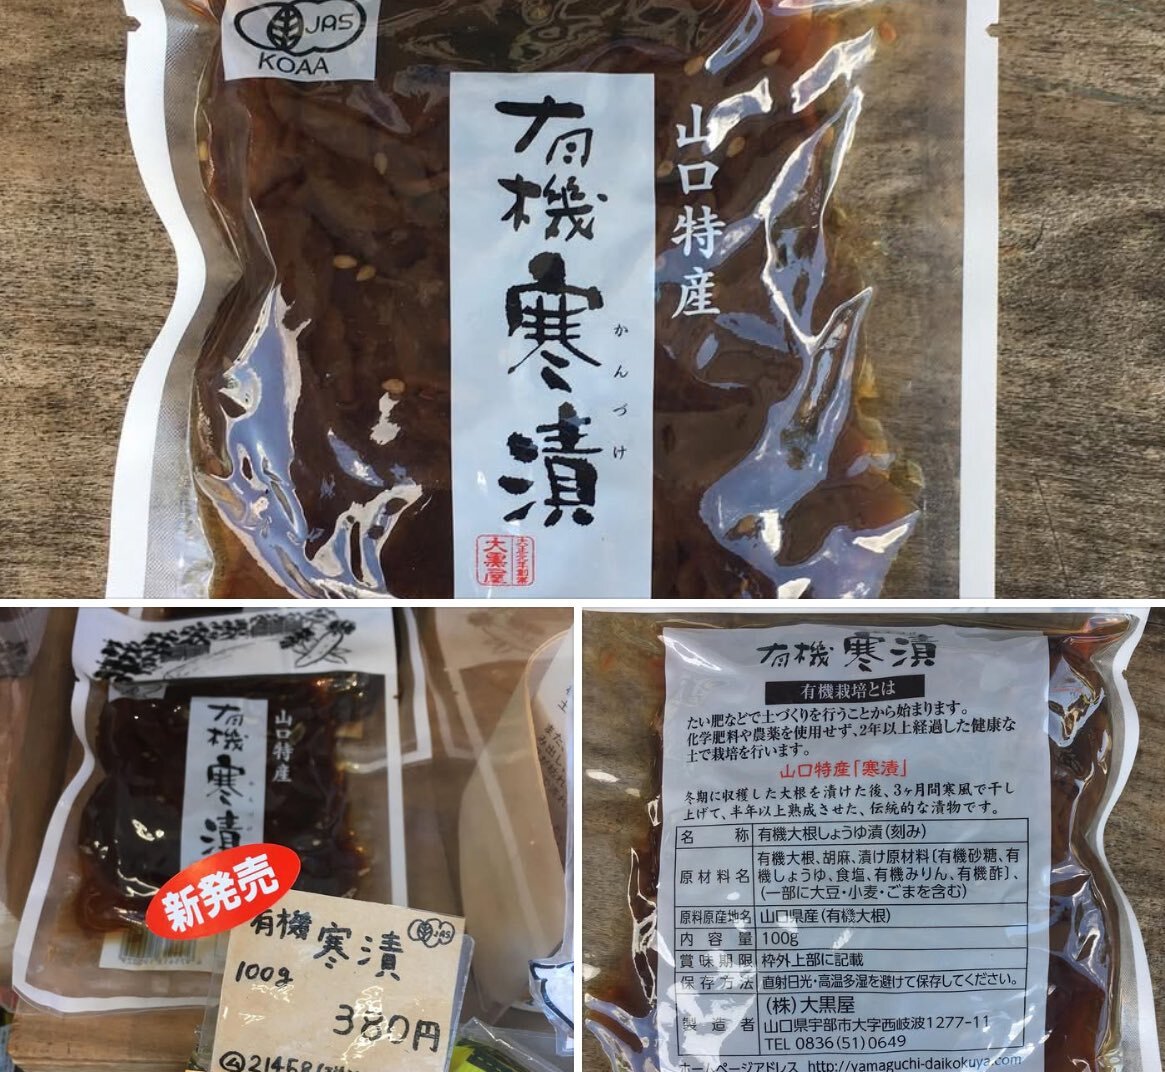 JAS
KOAA
有機寒漬
かんづけ
山口特産
大黒屋
大正元年創業
有機寒漬
山口特産
新発売
有機寒漬
JAS
100g
380円
有機寒漬
有機栽培とは
たい肥などで土づくりを行うことから始まります。
化学肥料や農薬を使用せず、2年以上経過した健康な
土で栽培を行います。
山口特産「寒漬」
冬期に収穫した大根を漬けた後、3ヶ月間寒風で干し
上げて、半年以上熟成させた、伝統的な漬物です。
名称 有機大根しょうゆ漬(刻み)
原材料名 有機大根、胡麻、漬け原材料〔有機砂糖、有
機しょうゆ、食塩、有機みりん、有機酢〕、
(一部に大豆・小麦・ごまを含む)
原料原産地名 山口県産(有機大根)
内容量 100g
賞味期限 枠外上部に記載
保存方法 直射日光・高温多湿を避けて保存してください。
製造者 (株)大黒屋
山口県宇部市大字西岐波1277-11
TEL 0836(51)0649
ホームページアドレス http://yamaguchi-daikokuya.com